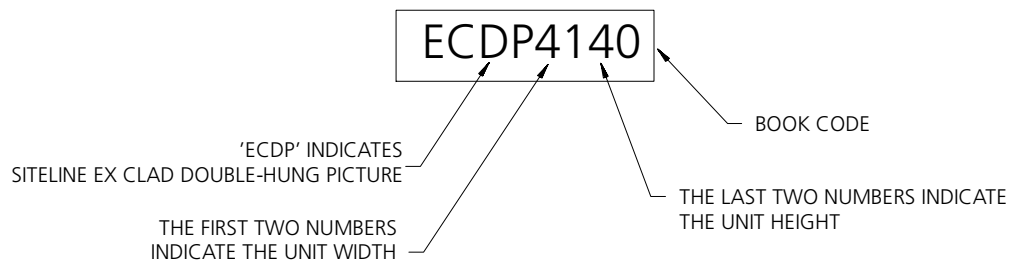 ECDP4140
BOOK CODE
'ECDP' INDICATES
SITELINE EX CLAD DOUBLE-HUNG PICTURE
THE LAST TWO NUMBERS INDICATE
THE UNIT HEIGHT
THE FIRST TWO NUMBERS
INDICATE THE UNIT WIDTH